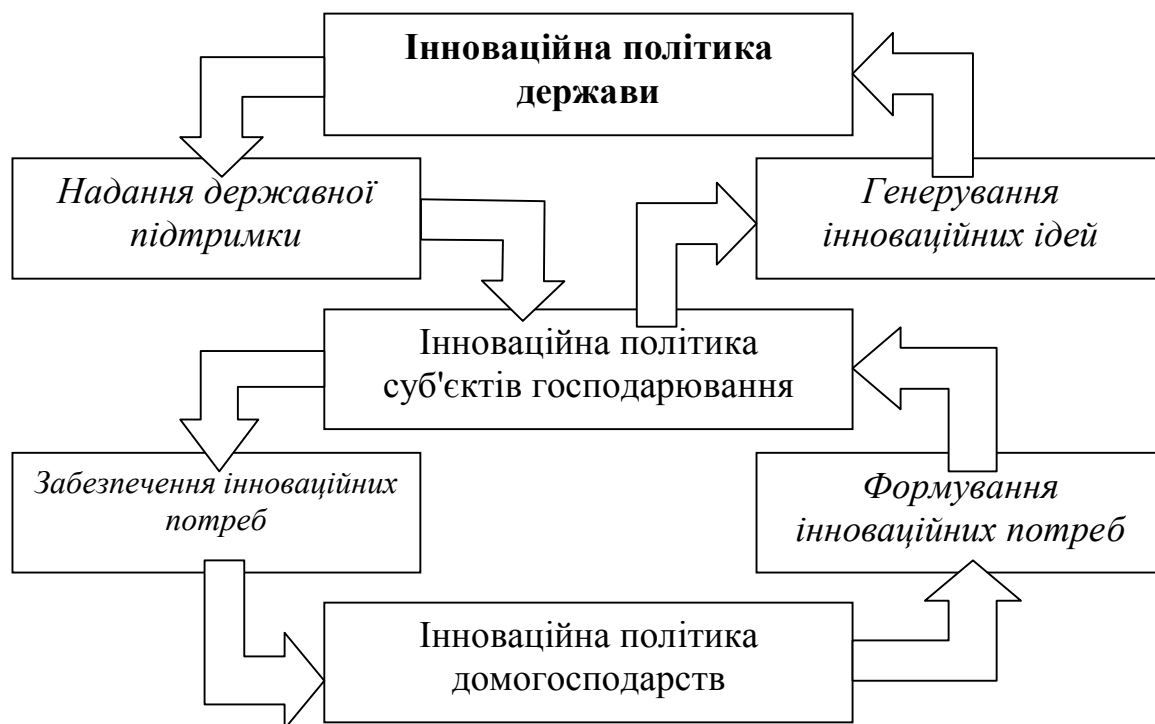 Інноваційна політика
держави
Надання державної
підтримки
Генерування
інноваційних ідей
Інноваційна політика
суб'єктів господарювання
Забезпечення інноваційних
потреб
Формування
інноваційних потреб
Інноваційна політика
домогосподарств